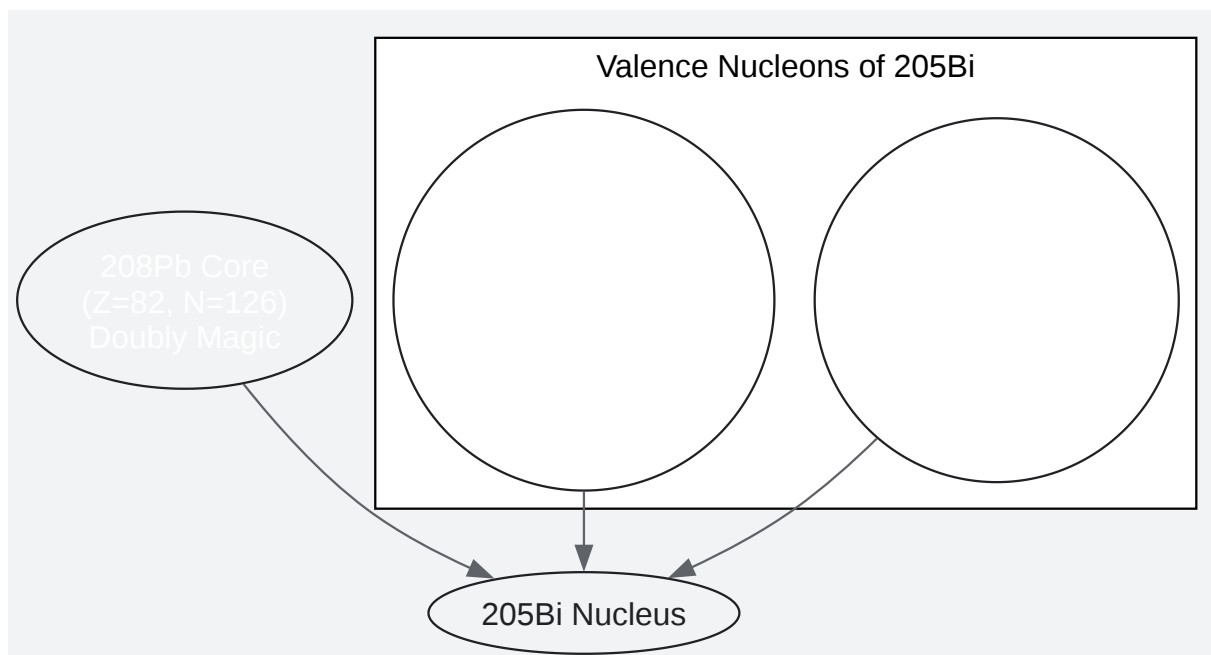 Valence Nucleons of 205Bi
208Pb Core
(Z=82, N=126)
Doubly Magic
205Bi Nucleus